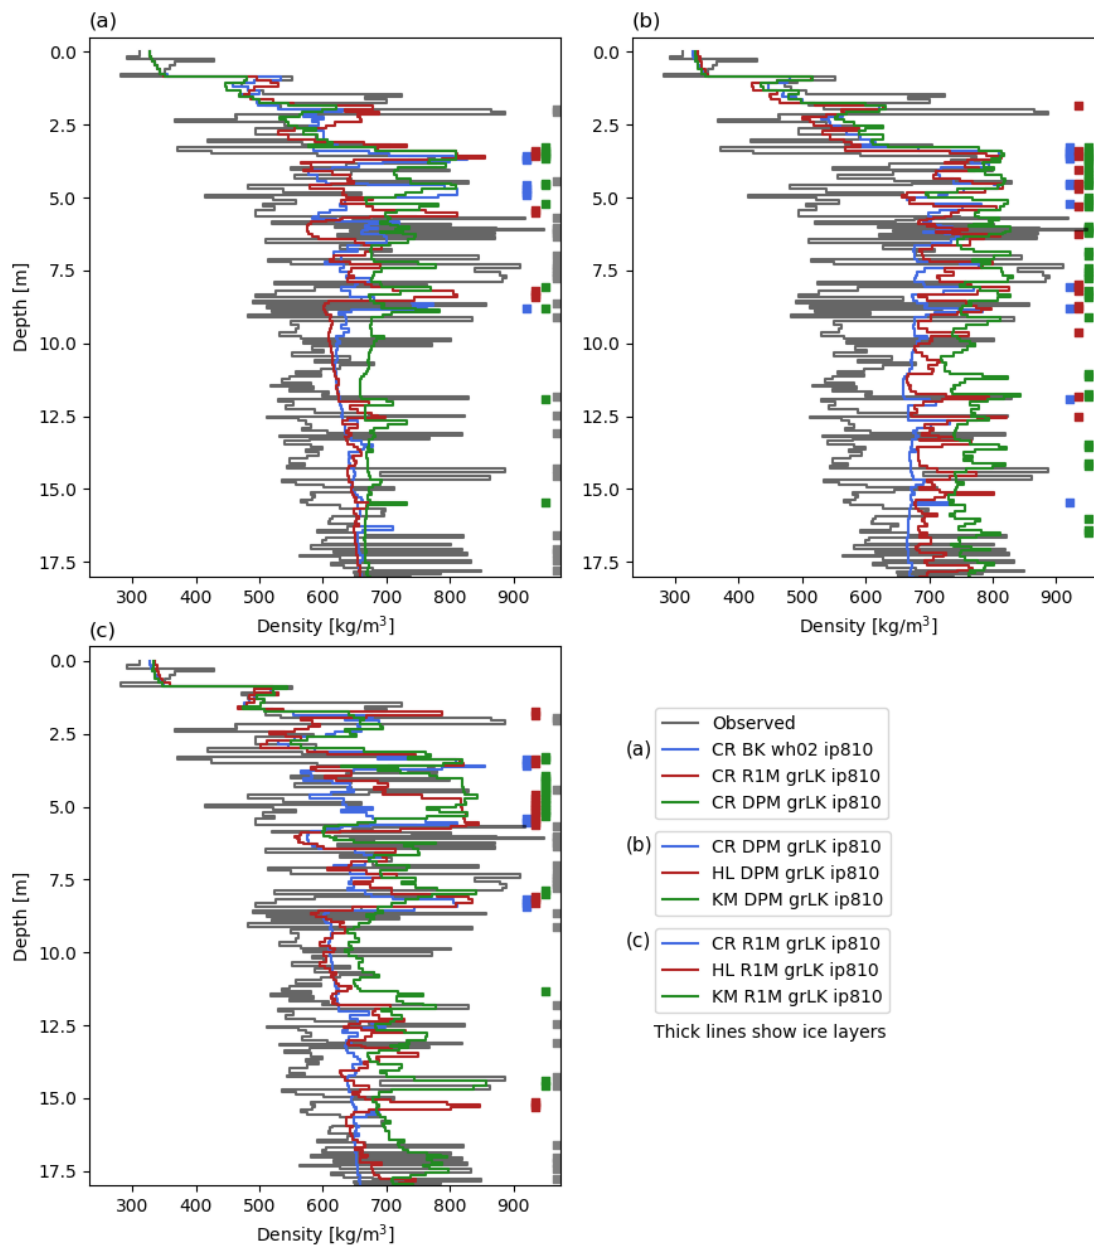 (a)
(b)
0.0
2.5
5.0
7.5
10.0
12.5
15.0
17.5
Depth [m]
300 400 500 600 700 800 900
Density [kg/m³]
0.0
2.5
5.0
7.5
10.0
12.5
15.0
17.5
300 400 500 600 700 800 900
Density [kg/m³]
(c)
0.0
2.5
5.0
7.5
10.0
12.5
15.0
17.5
Depth [m]
300 400 500 600 700 800 900
Density [kg/m³]
(a)
Observed
CR BK wh02 ip810
CR R1M grLK ip810
CR DPM grLK ip810
(b)
CR DPM grLK ip810
HL DPM grLK ip810
KM DPM grLK ip810
(c)
CR R1M grLK ip810
HL R1M grLK ip810
KM R1M grLK ip810
Thick lines show ice layers